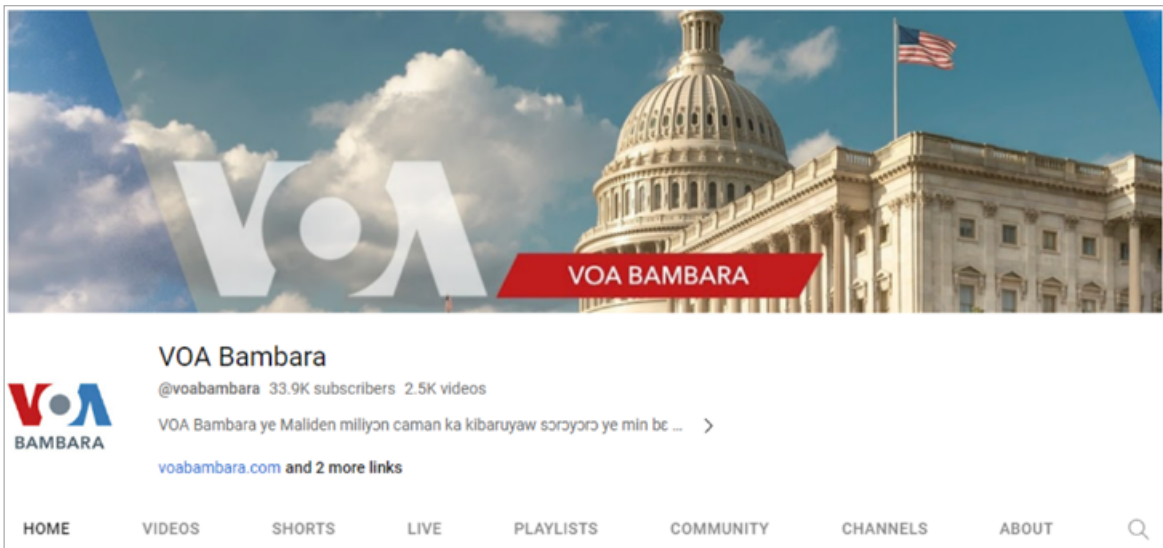 VOA
VOA BAMBARA
VOA Bambara
@voabambara 33.9K subscribers 2.5K videos
VOA
BAMBARA
VOA Bambara ye Maliden miliyɔn caman ka kibaruyaw sɔrɔyɔrɔ ye min bɛ ...
voabambara.com and 2 more links
HOME VIDEOS SHORTS LIVE PLAYLISTS COMMUNITY CHANNELS ABOUT